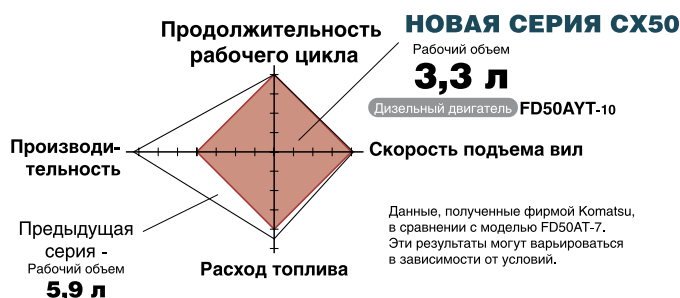 НОВАЯ СЕРИЯ CX50
Рабочий объем
3,3 л
Дизельный двигатель FD50AYT-10
Продолжительность
рабочего цикла
Производи-
тельность
Скорость подъема вил
Расход топлива
Предыдущая
серия -
Рабочий объем
5,9 л
Данные, полученные фирмой Komatsu,
в сравнении с моделью FD50AT-7.
Эти результаты могут варьироваться
в зависимости от условий.